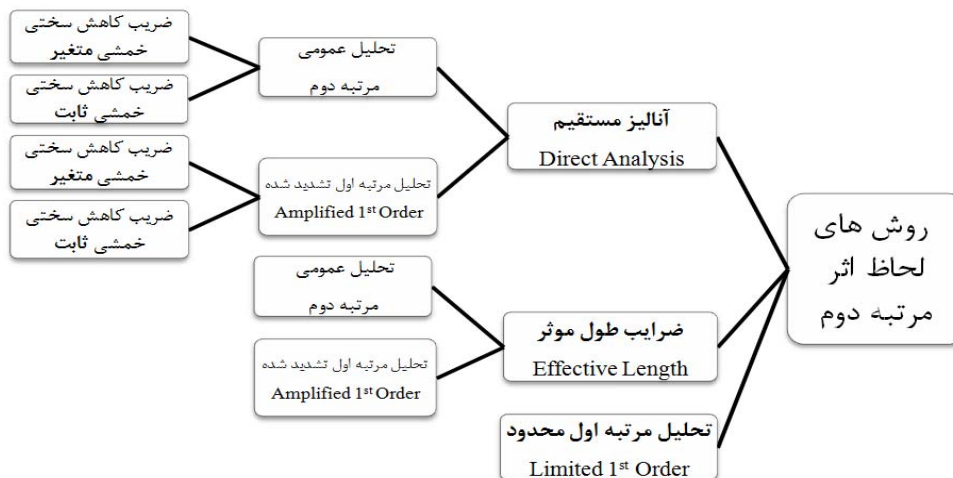 روش های
لحاظ اثر
مرتبه دوم
آنالیز مستقیم
Direct Analysis
تحلیل عمومی
مرتبه دوم
ضریب کاهش سختی
خمشی متغیر
ضریب کاهش سختی
خمشی ثابت
تحلیل مرتبه اول تشدید شده
Amplified 1st Order
ضریب کاهش سختی
خمشی متغیر
ضریب کاهش سختی
خمشی ثابت
ضرایب طول موثر
Effective Length
تحلیل عمومی
مرتبه دوم
تحلیل مرتبه اول تشدید شده
Amplified 1st Order
تحلیل مرتبه اول محدود
Limited 1st Order